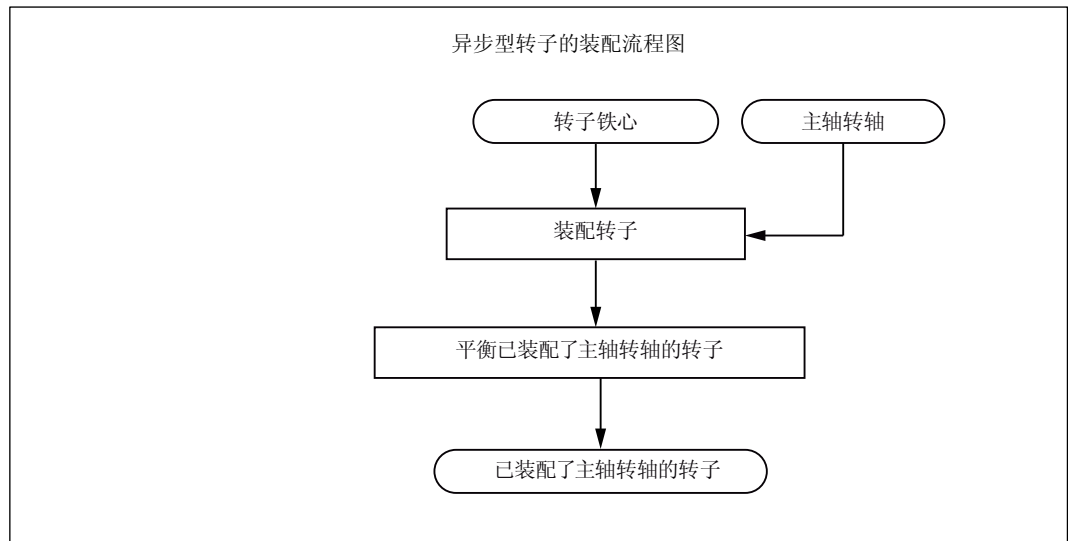 异步型转子的装配流程图
转子铁心
主轴转轴
装配转子
平衡已装配了主轴转轴的转子
已装配了主轴转轴的转子